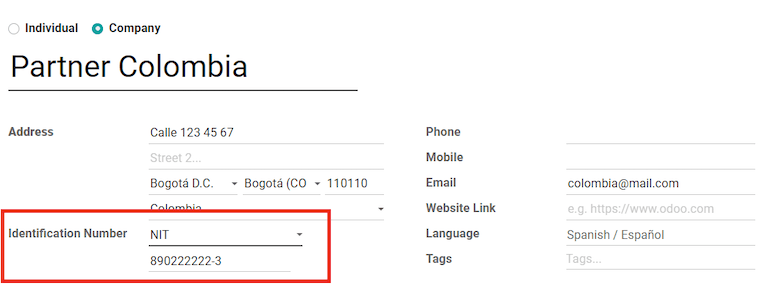 Individual Company
Partner Colombia
Address Calle 123 45 67
Street 2...
Bogotá D.C. Bogotá (CO 110110
Colombia
Identification Number NIT
890222222-3
Phone
Mobile
Email colombia@mail.com
Website Link e.g. https://www.odoo.com
Language Spanish / Español
Tags Tags...